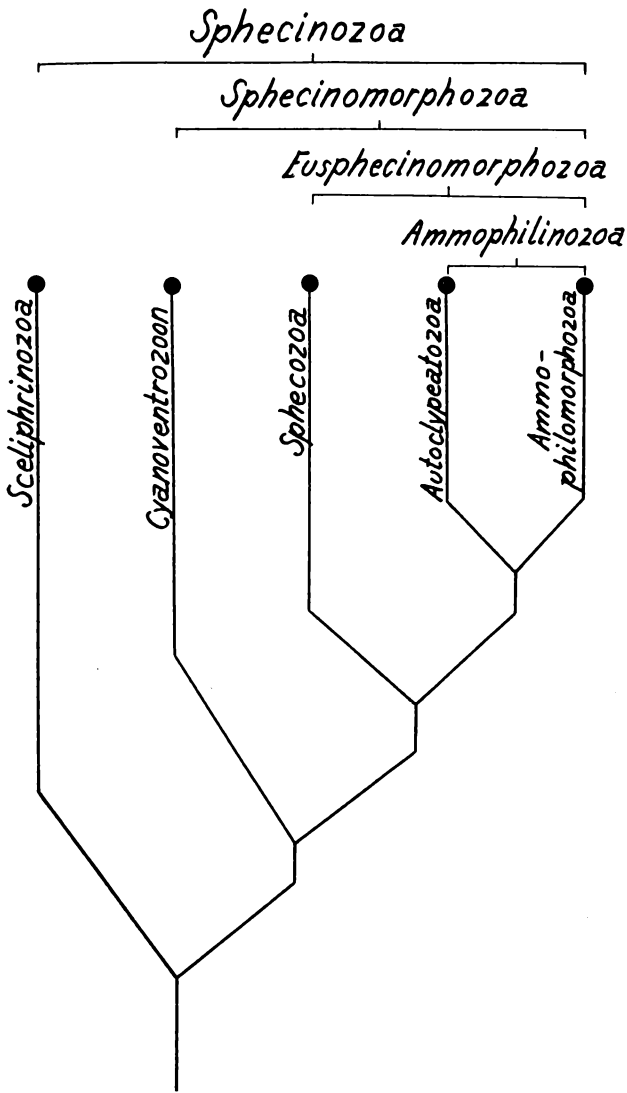 Sphecinozoa
Sphecinomorphozoa
Eusphecinomorphozoa
Ammophilinozoa
Sceliphrinozoa
Cyanoventrozoon
Sphecozoa
Autoclypeatozoa
Ammo-
philomorphozoa